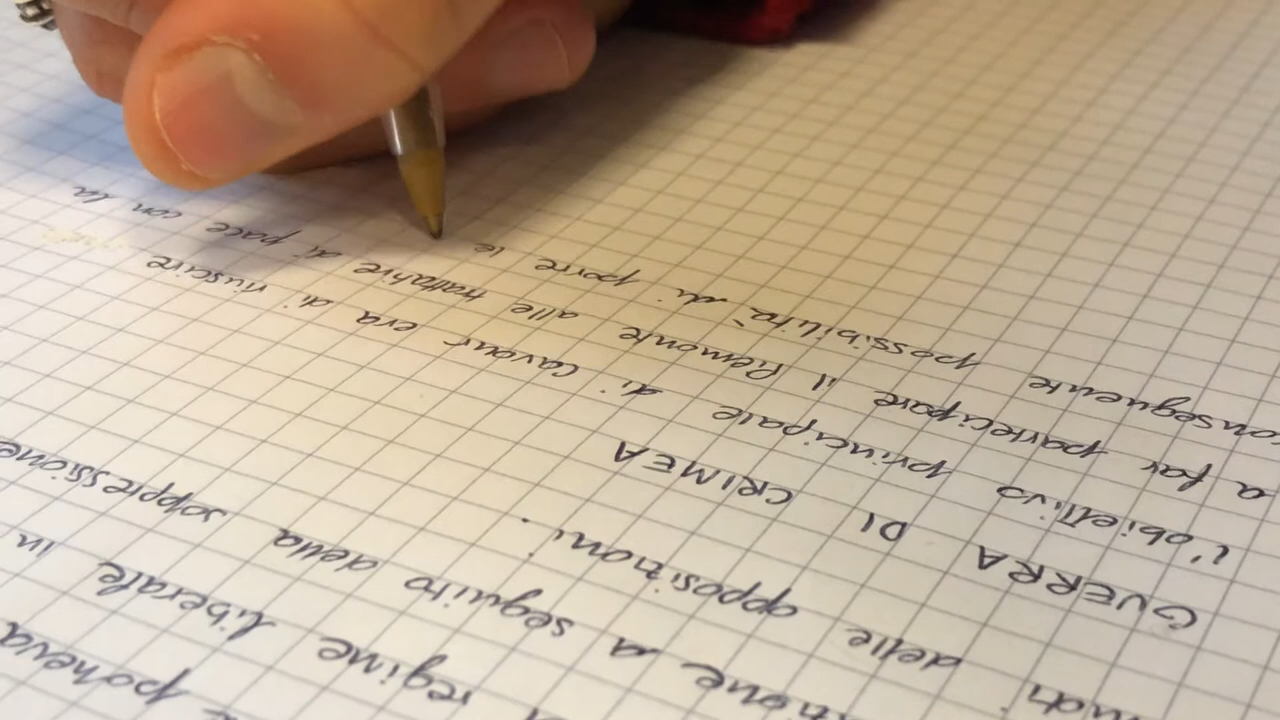 poteva
regime liberale in
a seguito della soppressione
delle opposizioni.
GUERRA DI CRIMEA
L'obiettivo principale di Cavour era di riuscire
a far partecipare il Piemonte alle trattative di pace con la
conseguente possibilità di porre le